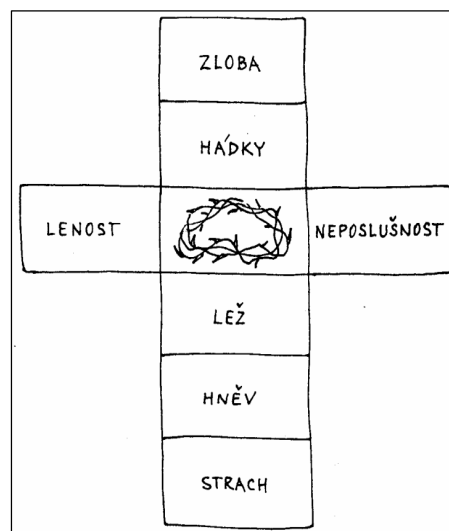 ZLOBA
HÁDKY
LENOST
NEPOSLUŠNOST
LEŽ
HNĚV
STRACH